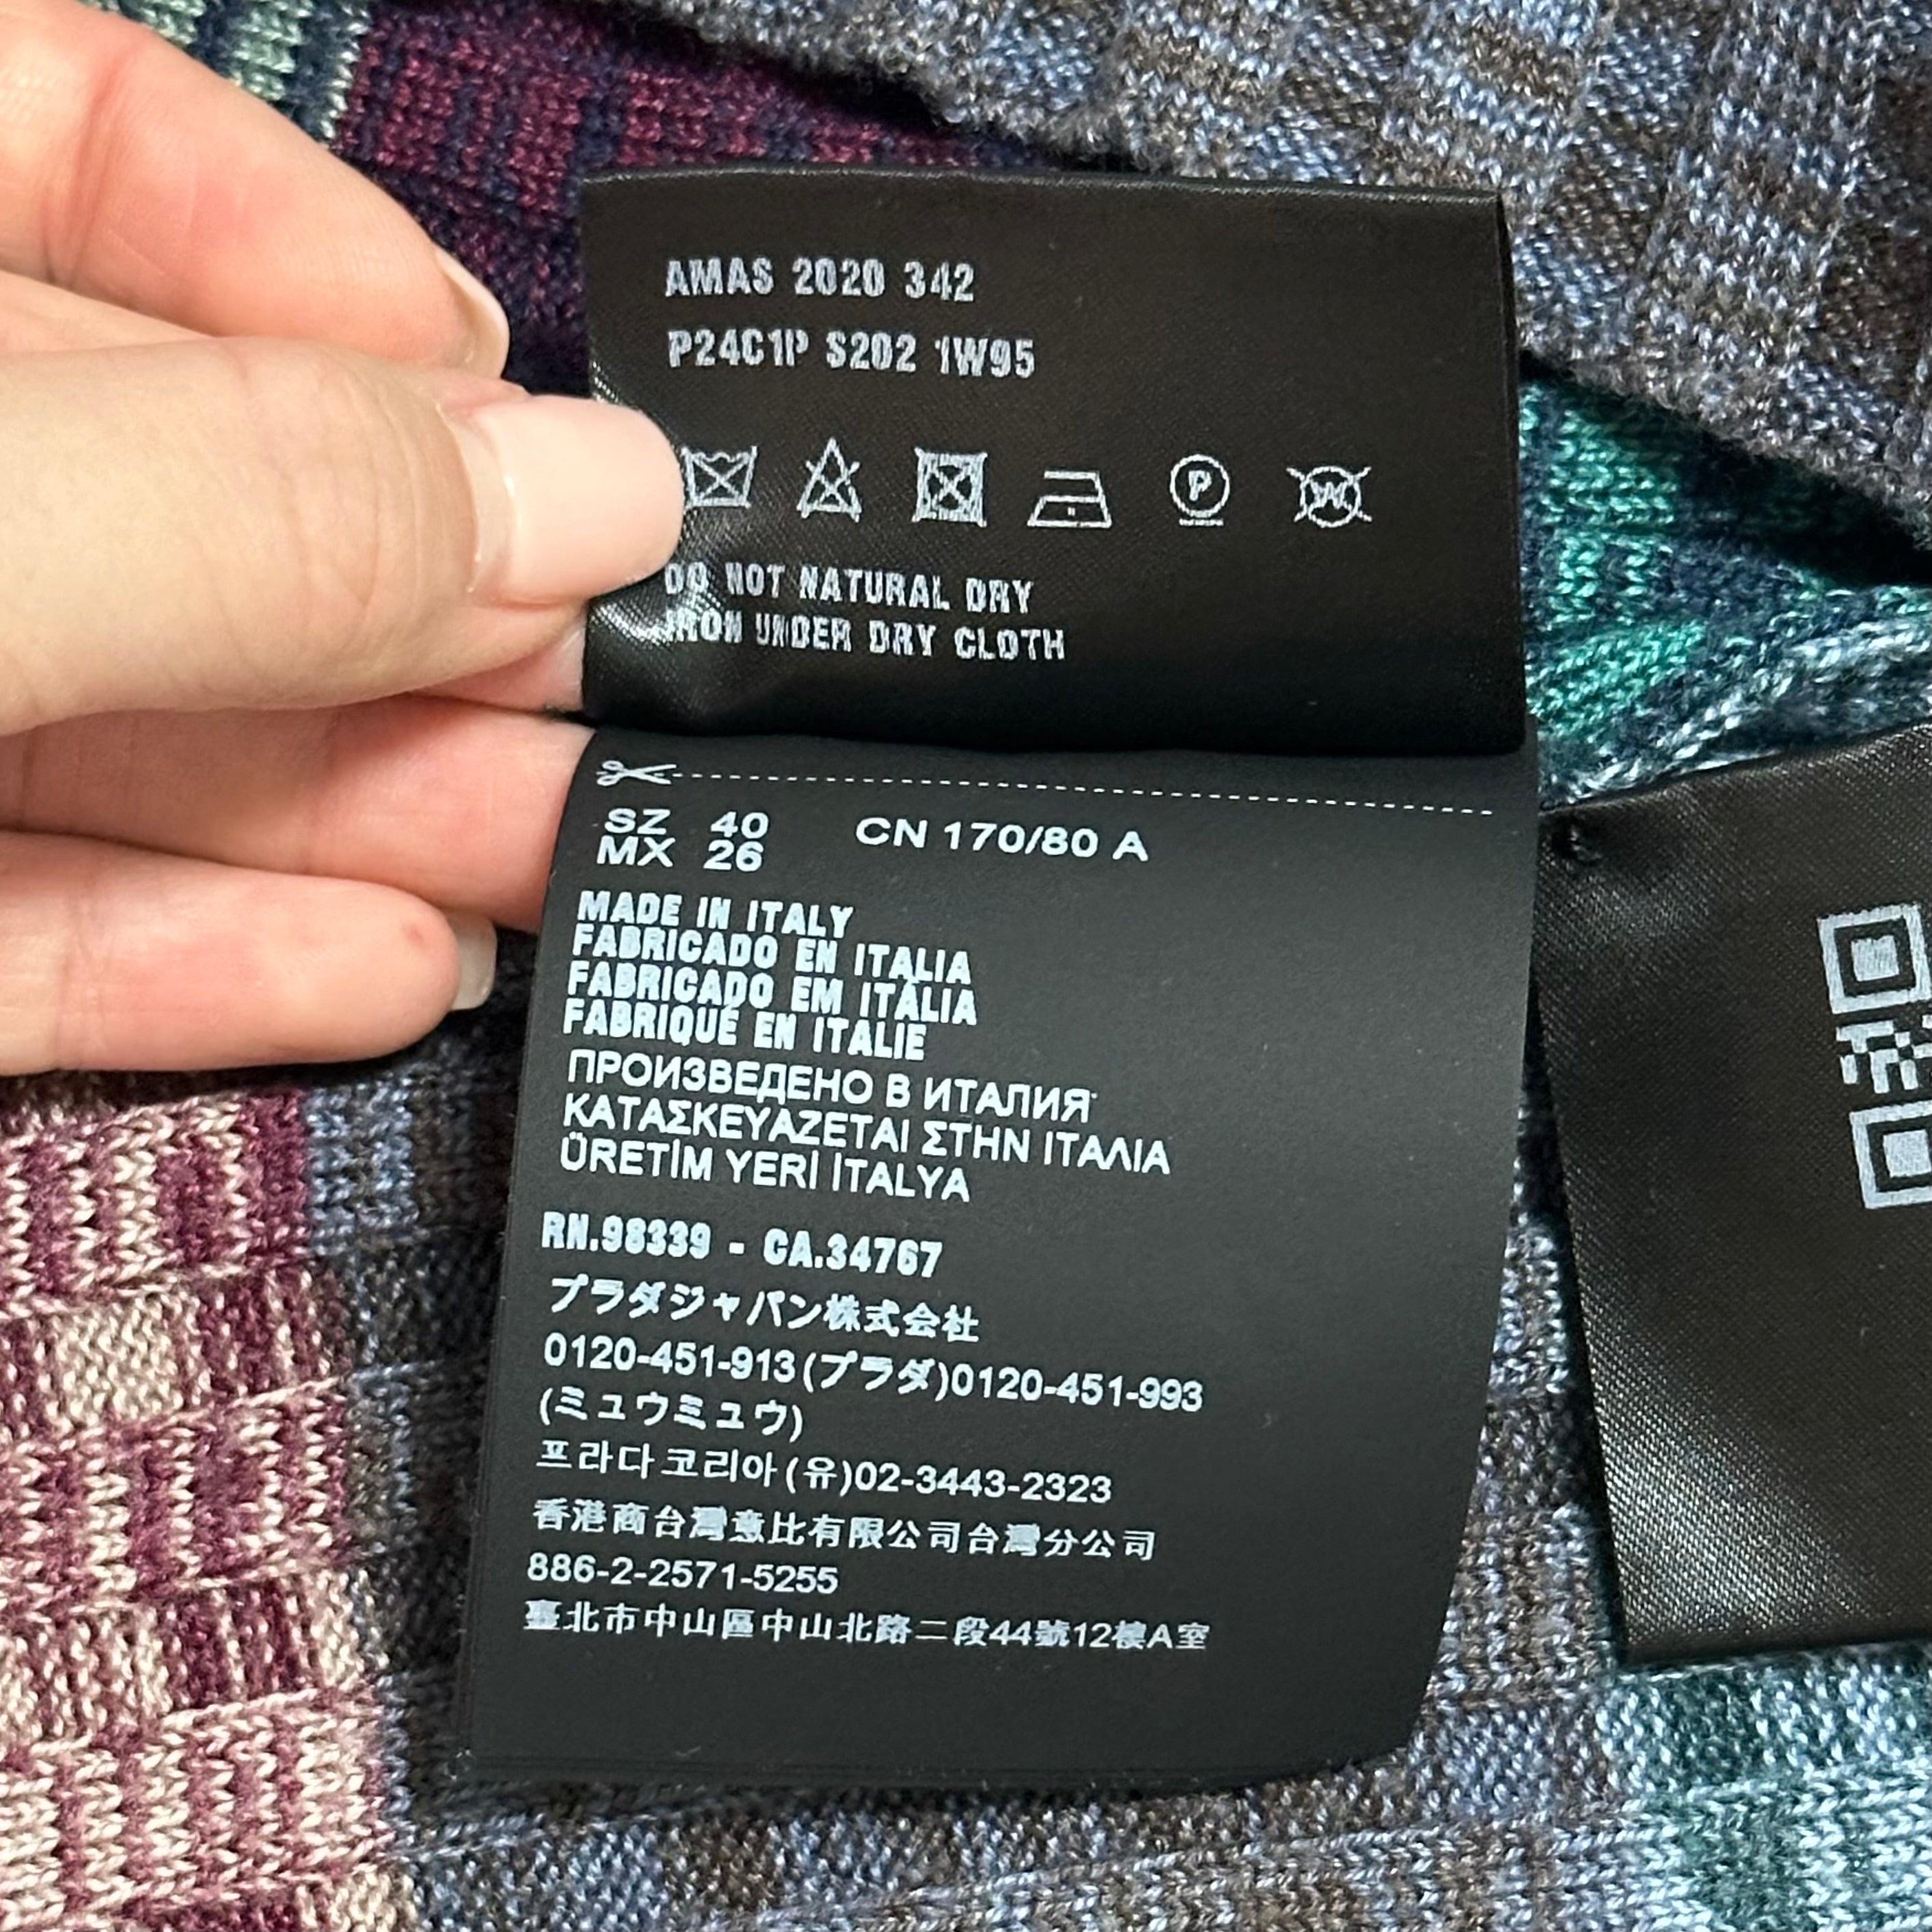 AMAS 2020 342
P24C1P S202 1W95
P
W
DO NOT NATURAL DRY
IRON UNDER DRY CLOTH
SZ 40 CN 170/80 A
MX 26
MADE IN ITALY
FABRICADO EN ITALIA
FABRICADO EM ITÁLIA
FABRIQUÉ EN ITALIE
ПРОИЗВЕДЕНО В ИТАЛИЯ
ΚΑΤΑΣΚΕΥΑΖΕΤΑΙ ΣΤΗΝ ΙΤΑΛΙΑ
ÜRETİM YERİ İTALYA
RN.98339 - CA.34767
プラダジャパン株式会社
0120-451-913(プラダ)0120-451-993
(ミュウミュウ)
프라다코리아(유)02-3443-2323
香港商台灣意比有限公司台灣分公司
886-2-2571-5255
臺北市中山區中山北路二段44號12樓A室